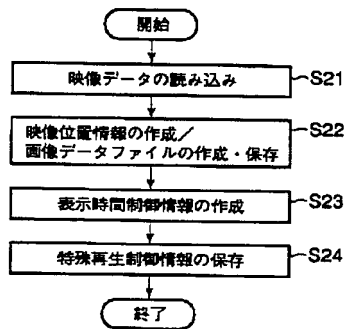 開始
映像データの読み込み
S21
映像位置情報の作成／
画像データファイルの作成・保存
S22
表示時間制御情報の作成
S23
特殊再生制御情報の保存
S24
終了